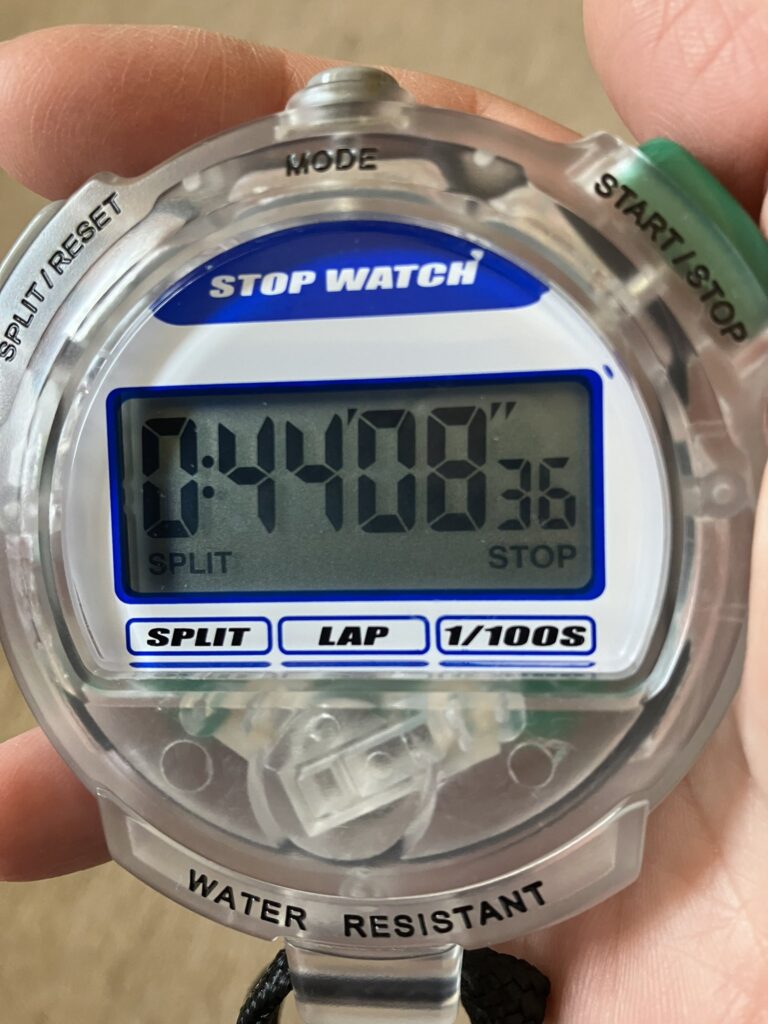 MODE
SPLIT/RESET
START/STOP
STOP WATCH
0:44'08"36
SPLIT STOP
SPLIT LAP 1/100S
WATER RESISTANT